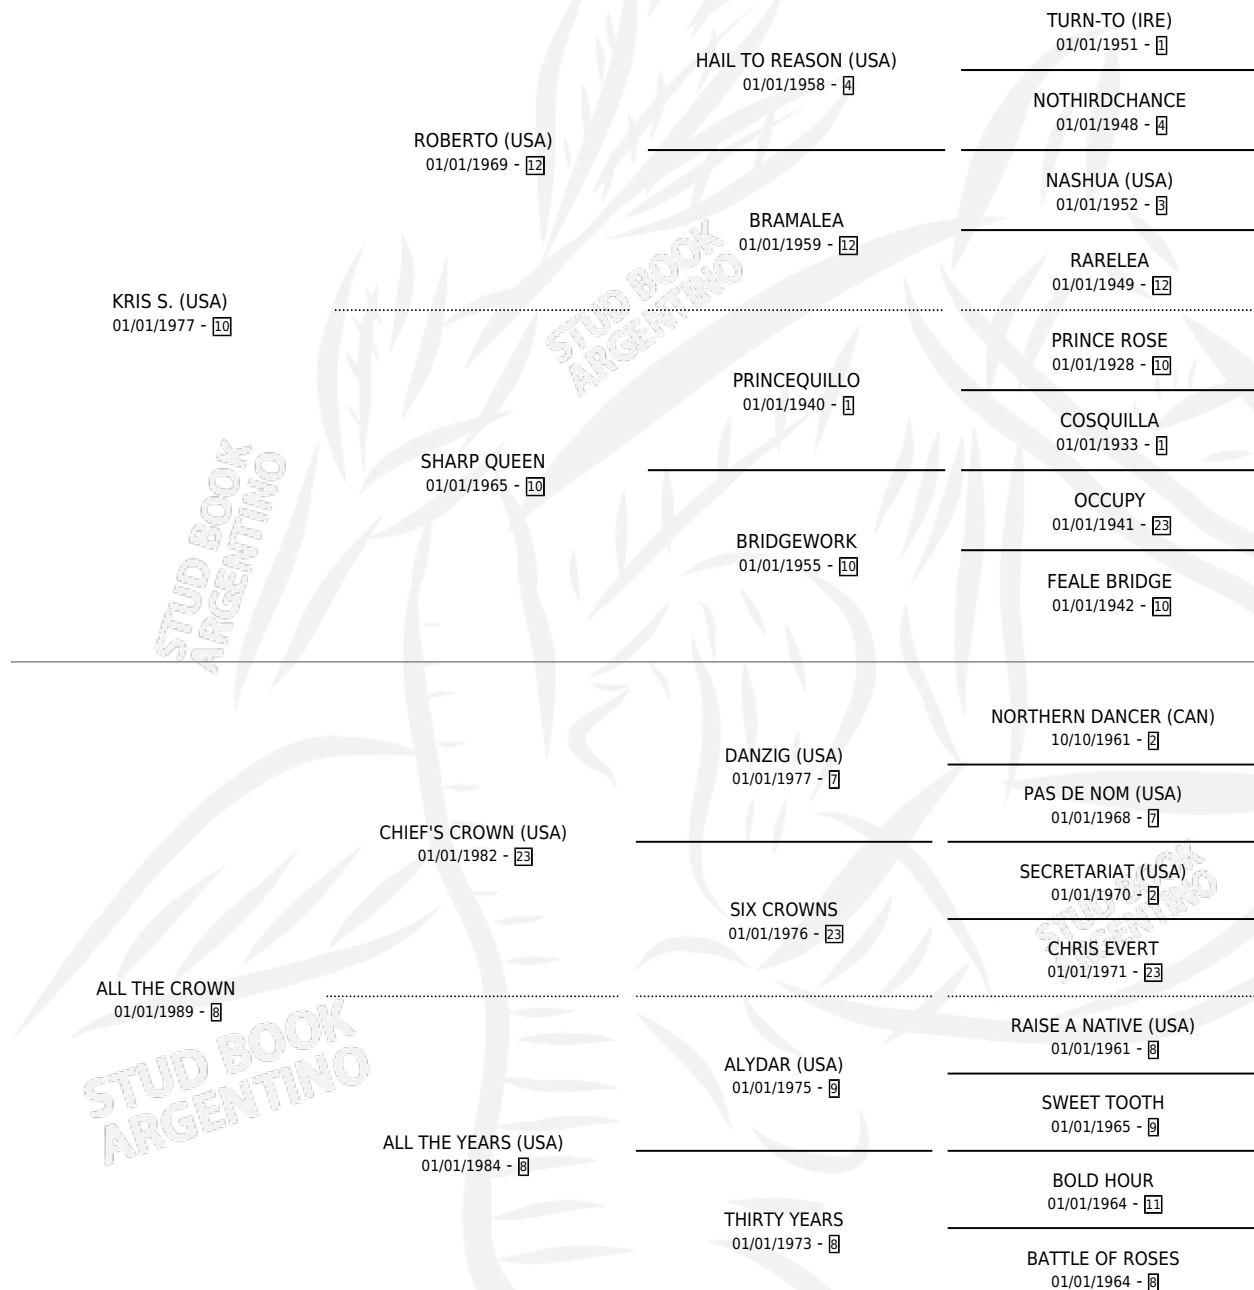 TURN-TO (IRE)
01/01/1951 - 1
HAIL TO REASON (USA)
01/01/1958 - 4
NOTHIRDCHANCE
01/01/1948 - 4
ROBERTO (USA)
01/01/1969 - 12
NASHUA (USA)
01/01/1952 - 3
BRAMALEA
01/01/1959 - 12
RARELEA
01/01/1949 - 12
KRIS S. (USA)
01/01/1977 - 10
PRINCE ROSE
01/01/1928 - 10
PRINCEQUILLO
01/01/1940 - 1
COSQUILLA
01/01/1933 - 1
SHARP QUEEN
01/01/1965 - 10
OCCUPY
01/01/1941 - 23
BRIDGEWORK
01/01/1955 - 10
FEALE BRIDGE
01/01/1942 - 10
NORTHERN DANCER (CAN)
10/10/1961 - 2
DANZIG (USA)
01/01/1977 - 7
PAS DE NOM (USA)
01/01/1968 - 7
CHIEF'S CROWN (USA)
01/01/1982 - 23
SECRETARIAT (USA)
01/01/1970 - 2
SIX CROWNS
01/01/1976 - 23
CHRIS EVERT
01/01/1971 - 23
ALL THE CROWN
01/01/1989 - 8
RAISE A NATIVE (USA)
01/01/1961 - 8
ALYDAR (USA)
01/01/1975 - 9
SWEET TOOTH
01/01/1965 - 9
ALL THE YEARS (USA)
01/01/1984 - 8
BOLD HOUR
01/01/1964 - 11
THIRTY YEARS
01/01/1973 - 8
BATTLE OF ROSES
01/01/1964 - 8
STUD BOOK
ARGENTINO
STUD BOOK
ARGENTINO
STUD BOOK
ARGENTINO
STUD BOOK
ARGENTINO